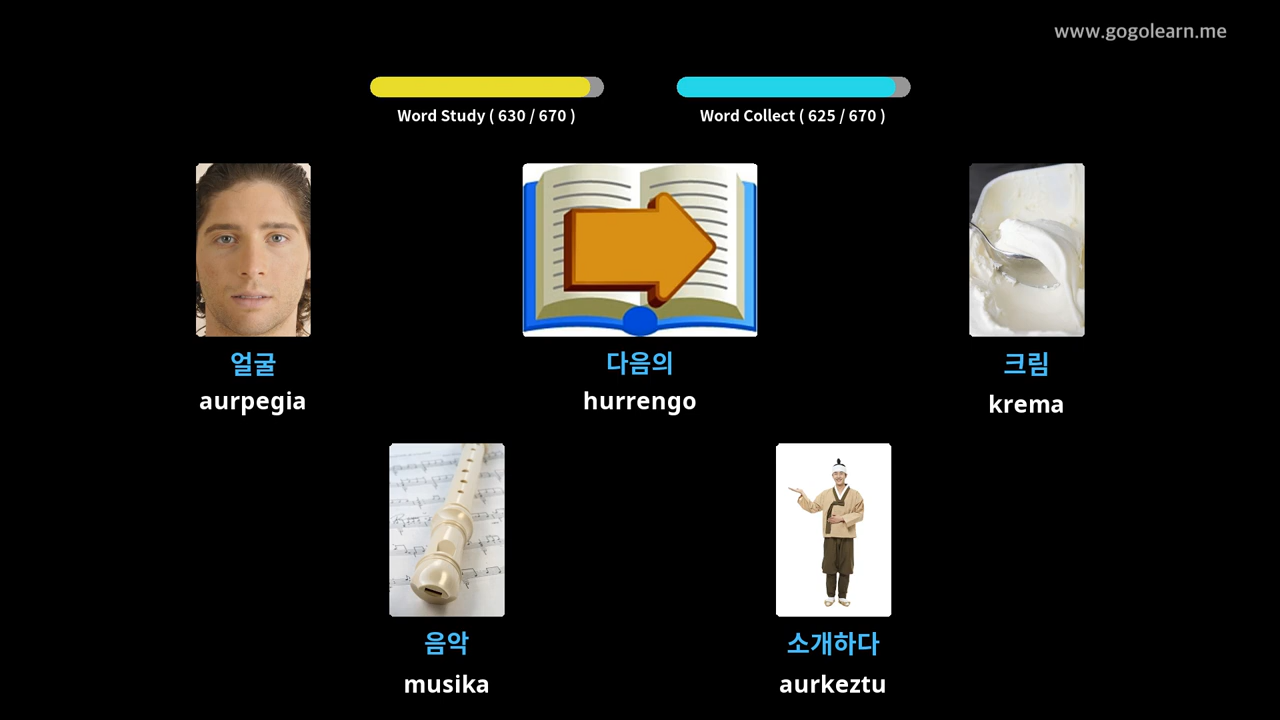 www.gogolearn.me
Word Study ( 630 / 670 )
Word Collect ( 625 / 670 )
얼굴
aurpegia
다음의
hurrengo
크림
krema
음악
musika
소개하다
aurkeztu